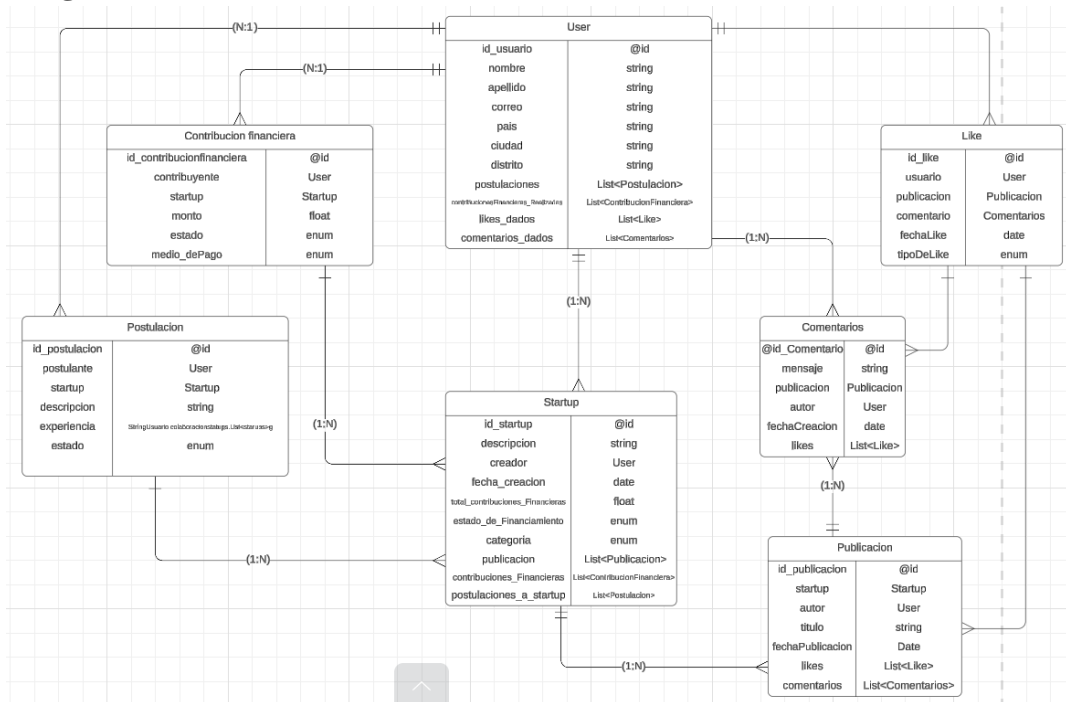 (N:1)
(N:1)
User
id_usuario @id
nombre string
apellido string
correo string
pais string
ciudad string
distrito string
postulaciones List<Postulacion>
List<ContribucionFinanciera>
likes_dados List<Like>
comentarios_dados List<Comentarios>
Contribucion financiera
id_contribucionfinanciera @id
contribuyente User
startup Startup
monto float
estado enum
medio_dePago enum
Like
id_like @id
usuario User
publicacion Publicacion
comentario Comentarios
fechaLike date
tipoDeLike enum
(1:N)
(1:N)
Postulacion
id_postulacion @id
postulante User
startup Startup
descripcion string
experiencia
estado enum
Comentarios
@id_Comentario @id
mensaje string
publicacion Publicacion
autor User
fechaCreacion date
likes List<Like>
(1:N)
(1:N)
Startup
id_startup @id
descripcion string
creador User
fecha_creacion date
total_contribuciones_Financieras float
estado_de_Financiamiento enum
categoria enum
publicacion List<Publicacion>
contribuciones_Financieras List<ContribucionFinanciera>
postulaciones_a_startup List<Postulacion>
(1:N)
(1:N)
Publicacion
id_publicacion @id
startup Startup
autor User
titulo string
fechaPublicacion Date
likes List<Like>
comentarios List<Comentarios>